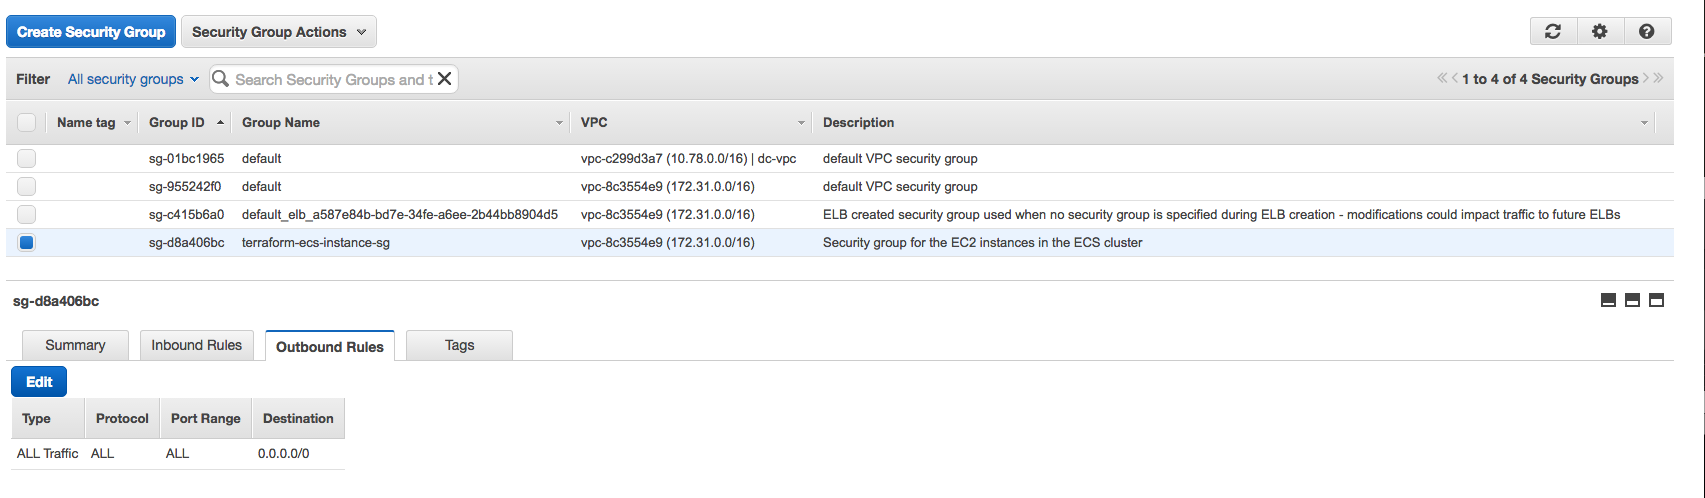 Create Security Group Security Group Actions
Filter All security groups Search Security Groups and t 1 to 4 of 4 Security Groups
Name tag Group ID Group Name VPC Description
sg-01bc1965 default vpc-c299d3a7 (10.78.0.0/16) | dc-vpc default VPC security group
sg-955242f0 default vpc-8c3554e9 (172.31.0.0/16) default VPC security group
sg-c415b6a0 default_elb_a587e84b-bd7e-34fe-a6ee-2b44bb8904d5 vpc-8c3554e9 (172.31.0.0/16) ELB created security group used when no security group is specified during ELB creation - modifications could impact traffic to future ELBs
sg-d8a406bc terraform-ecs-instance-sg vpc-8c3554e9 (172.31.0.0/16) Security group for the EC2 instances in the ECS cluster
sg-d8a406bc
Summary Inbound Rules Outbound Rules Tags
Edit
Type Protocol Port Range Destination
ALL Traffic ALL ALL 0.0.0.0/0